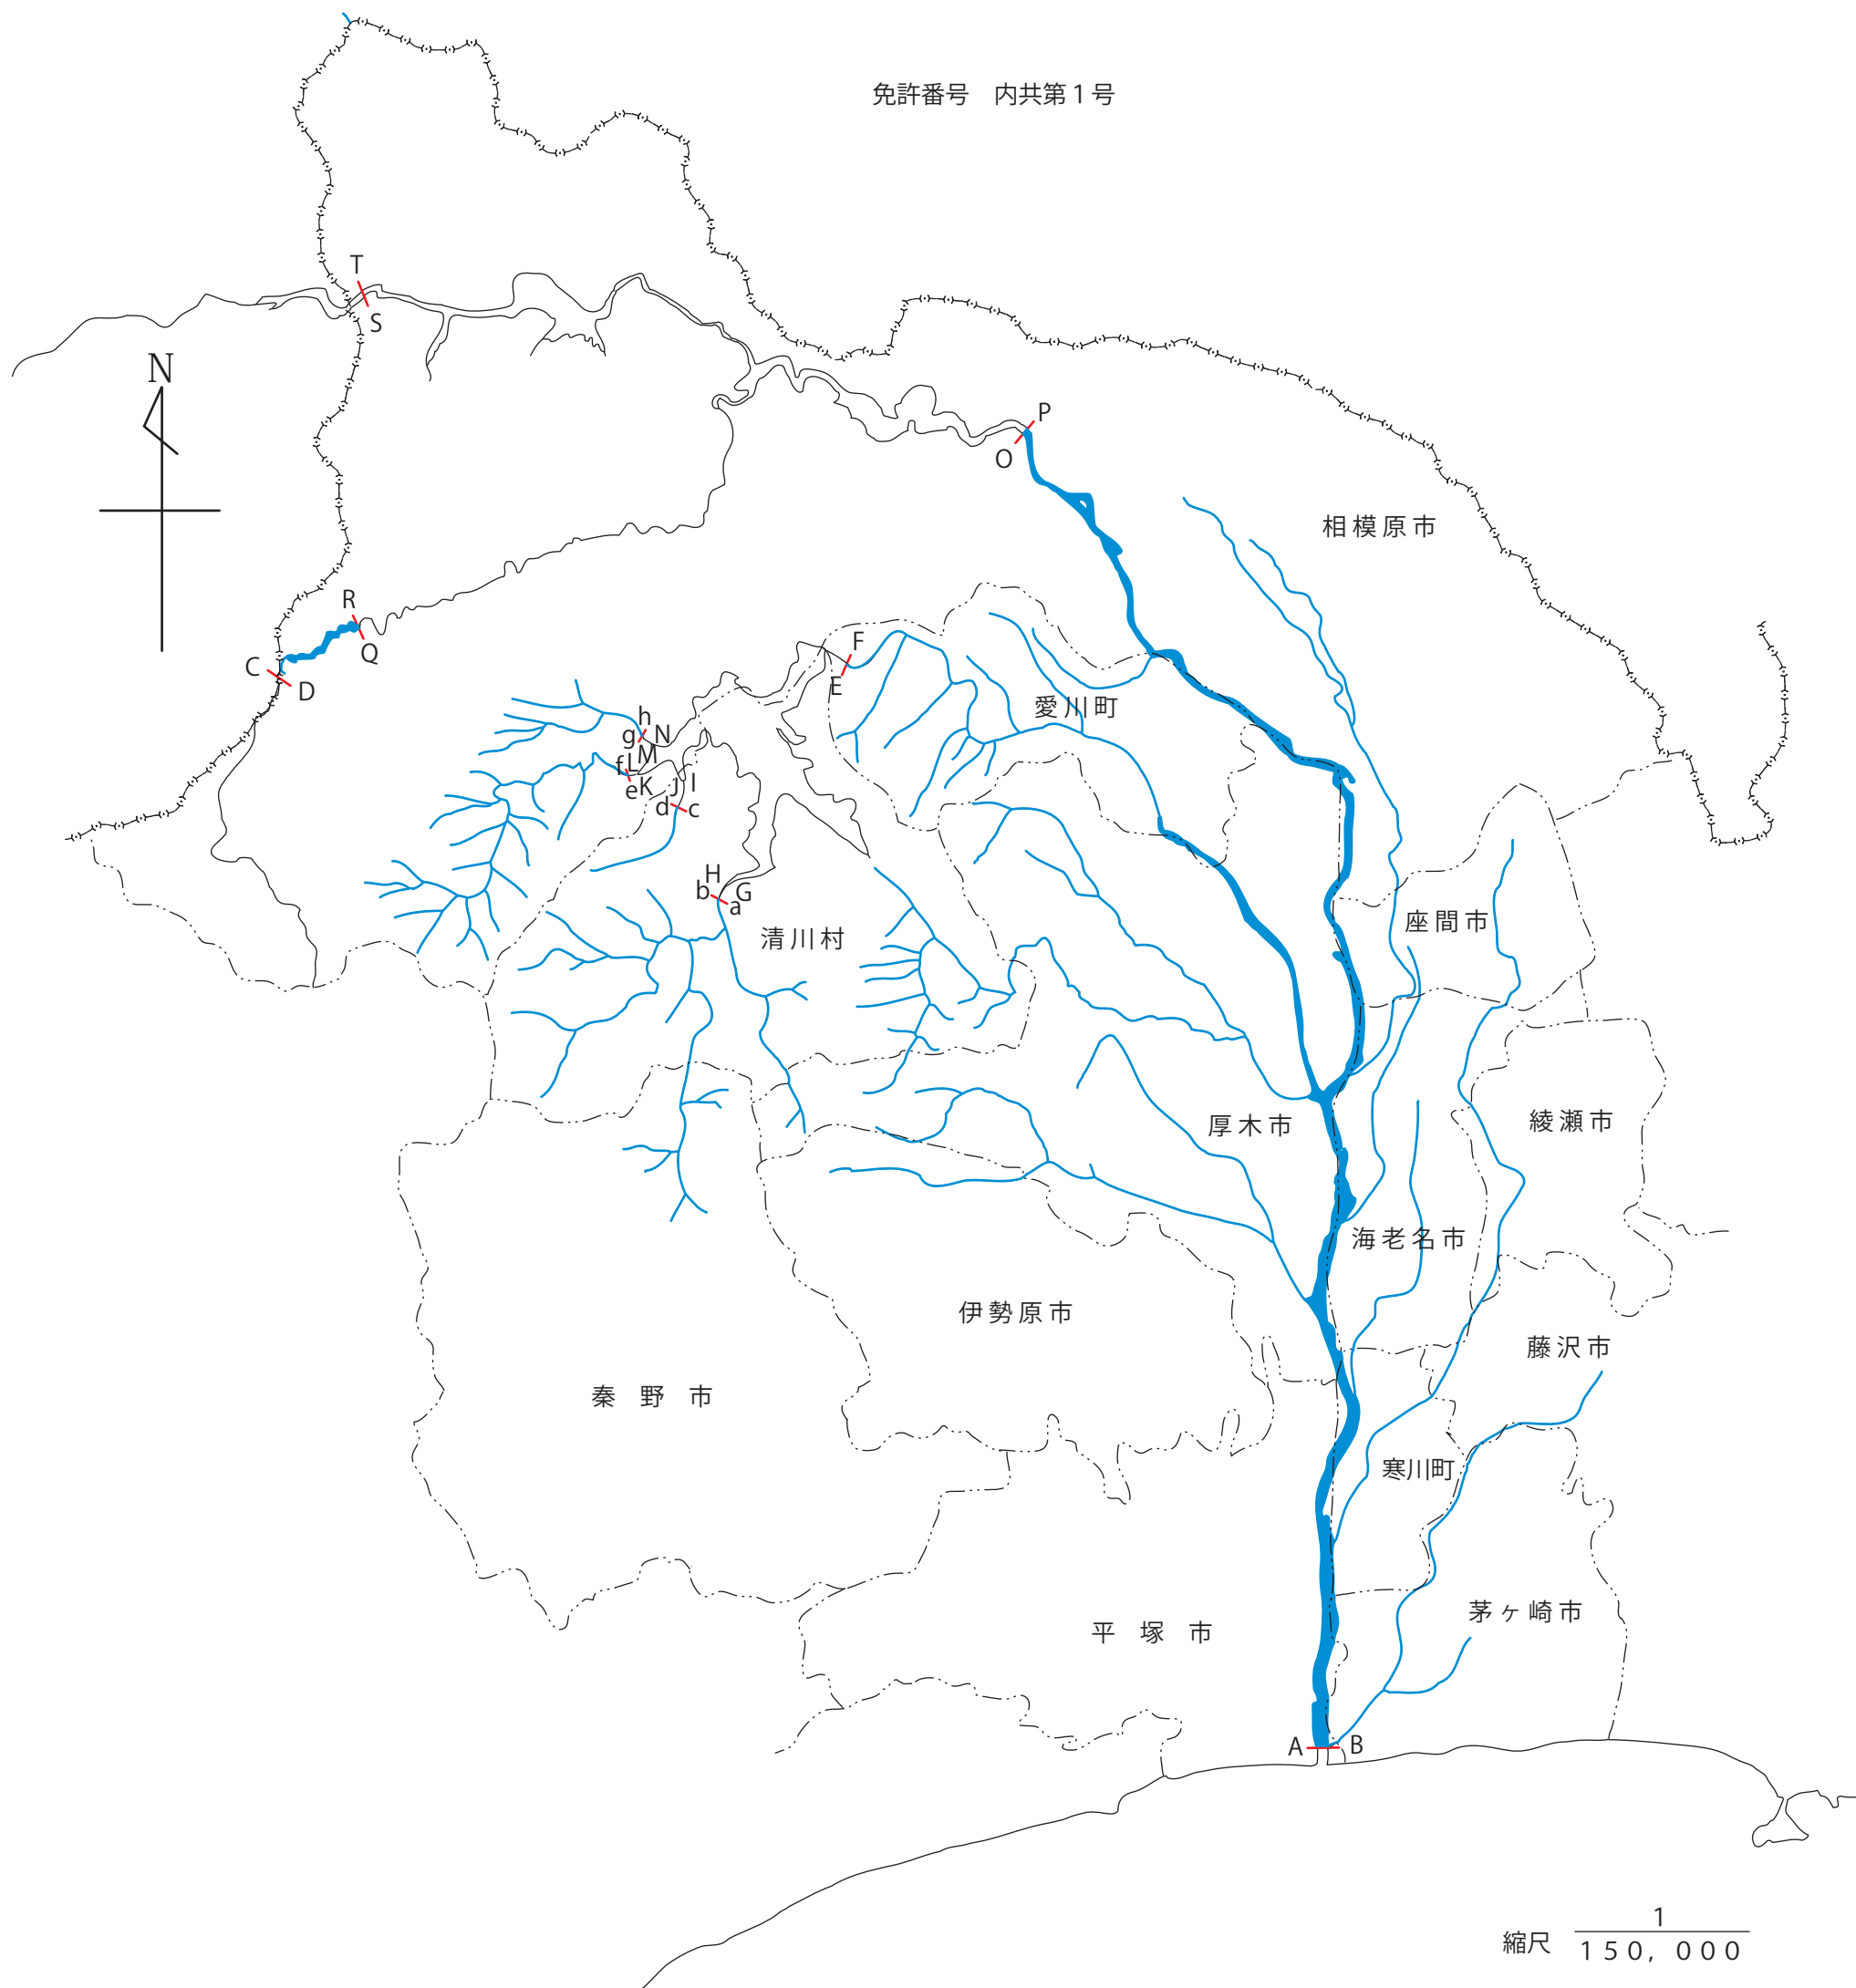 免許番号　内共第１号
T
S
N
P
O
相 模 原 市
R
Q
C
D
F
E
愛 川 町
h
g
N
M
f
L
e
K
J
I
d
c
H
b
G
a
清 川 村
座 間 市
厚 木 市
綾 瀬 市
海 老 名 市
伊 勢 原 市
藤 沢 市
秦　野　市
寒川町
茅 ヶ 崎 市
平　塚　市
A
B
縮尺
1
１５０，０００